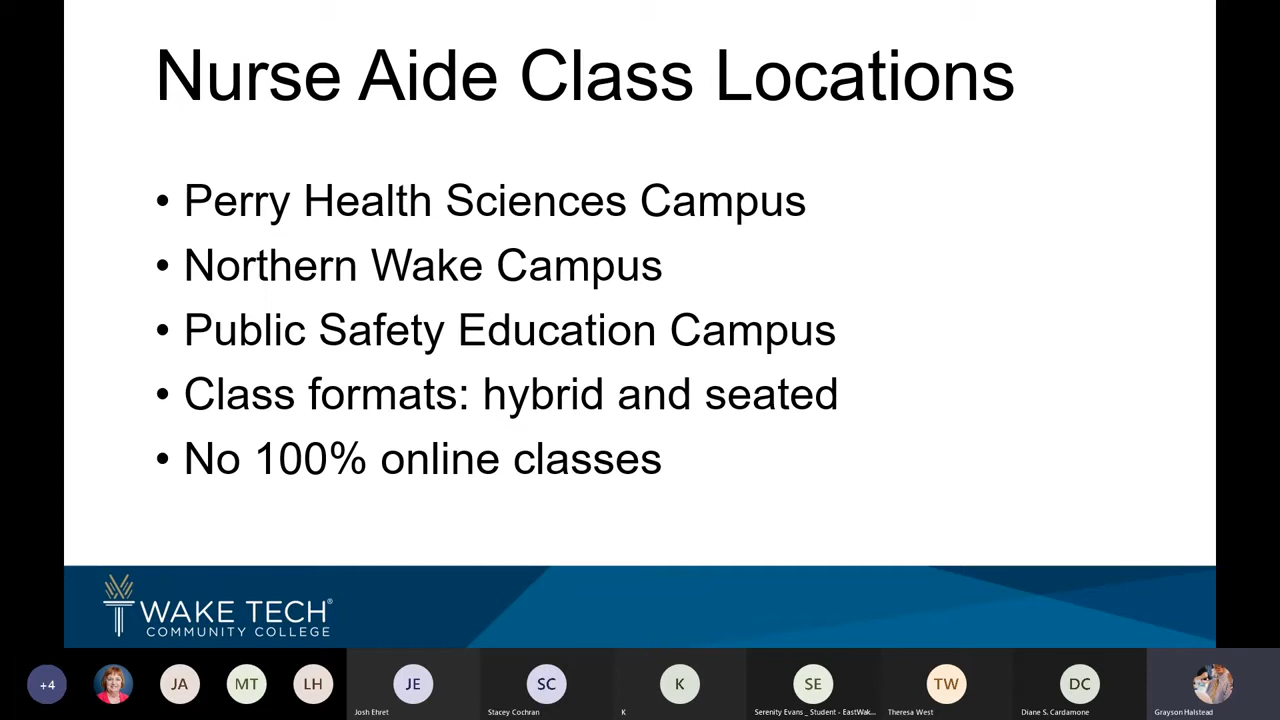 Nurse Aide Class Locations
• Perry Health Sciences Campus
• Northern Wake Campus
• Public Safety Education Campus
• Class formats: hybrid and seated
• No 100% online classes
WAKE TECH®
COMMUNITY COLLEGE
+4
JA
MT
LH
JE
SC
K
SE
TW
DC
Josh Ehret
Stacey Cochran
K
Serenity Evans _ Student - EastWak...
Theresa West
Diane S. Cardamone
Grayson Halstead